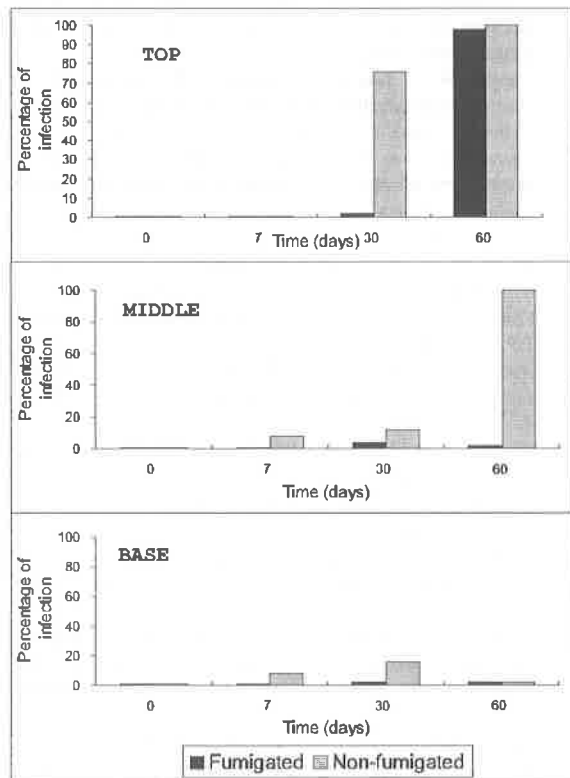 100
90
80
70
60
50
40
30
20
10
0
Percentage of
infection
TOP
0 7 30 60
Time (days)
100
80
60
40
20
0
Percentage of
infection
MIDDLE
0 7 30 60
Time (days)
100
80
60
40
20
0
Percentage of
infection
BASE
0 7 30 60
Time (days)
Fumigated Non-fumigated